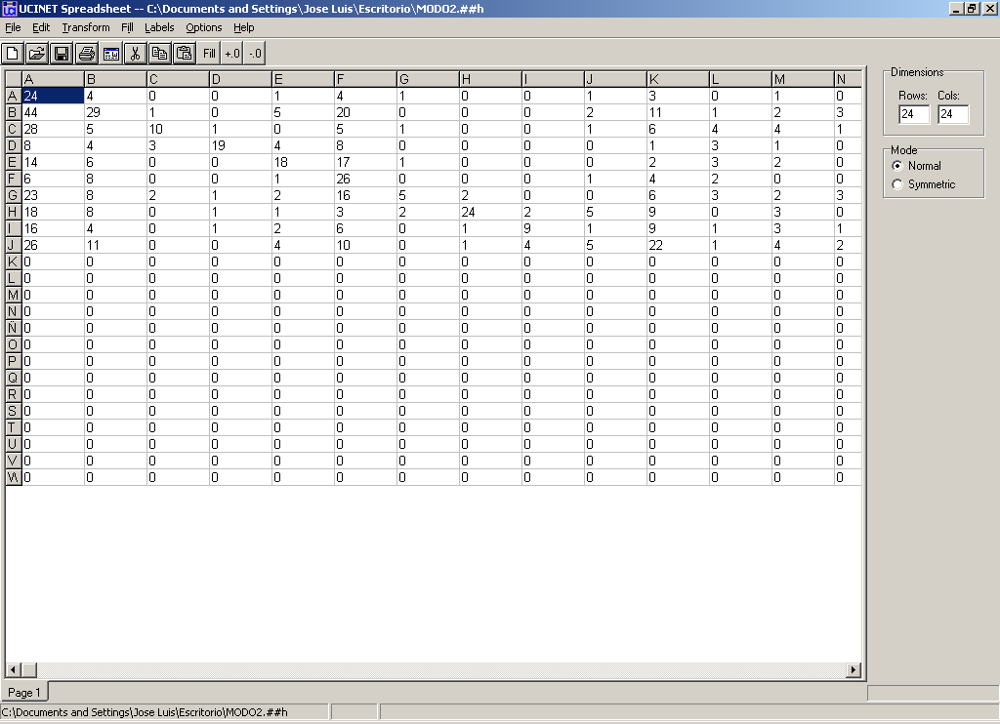 UCINET Spreadsheet -- C:\Documents and Settings\Jose Luis\Escritorio\MODO2.##h
File Edit Transform Fill Labels Options Help
Fill +.0 -.0
A B C D E F G H I J K L M N
A 24 4 0 0 1 4 1 0 0 1 3 0 1 0
B 44 29 1 0 5 20 0 0 0 2 11 1 2 3
C 28 5 10 1 0 5 1 0 0 1 6 4 4 1
D 8 4 3 19 4 8 0 0 0 0 1 3 1 0
E 14 6 0 0 18 17 1 0 0 0 2 3 2 0
F 6 8 0 0 1 26 0 0 0 1 4 2 0 0
G 23 8 2 1 2 16 5 2 0 0 6 3 2 3
H 18 8 0 1 1 3 2 24 2 5 9 0 3 0
I 16 4 0 1 2 6 0 1 9 1 9 1 3 1
J 26 11 0 0 4 10 0 1 4 5 22 1 4 2
K 0 0 0 0 0 0 0 0 0 0 0 0 0 0
L 0 0 0 0 0 0 0 0 0 0 0 0 0 0
M 0 0 0 0 0 0 0 0 0 0 0 0 0 0
N 0 0 0 0 0 0 0 0 0 0 0 0 0 0
Ñ 0 0 0 0 0 0 0 0 0 0 0 0 0 0
O 0 0 0 0 0 0 0 0 0 0 0 0 0 0
P 0 0 0 0 0 0 0 0 0 0 0 0 0 0
Q 0 0 0 0 0 0 0 0 0 0 0 0 0 0
R 0 0 0 0 0 0 0 0 0 0 0 0 0 0
S 0 0 0 0 0 0 0 0 0 0 0 0 0 0
T 0 0 0 0 0 0 0 0 0 0 0 0 0 0
U 0 0 0 0 0 0 0 0 0 0 0 0 0 0
V 0 0 0 0 0 0 0 0 0 0 0 0 0 0
W 0 0 0 0 0 0 0 0 0 0 0 0 0 0
Dimensions
Rows: Cols:
24 24
Mode
Normal
Symmetric
Page 1
C:\Documents and Settings\Jose Luis\Escritorio\MODO2.##h